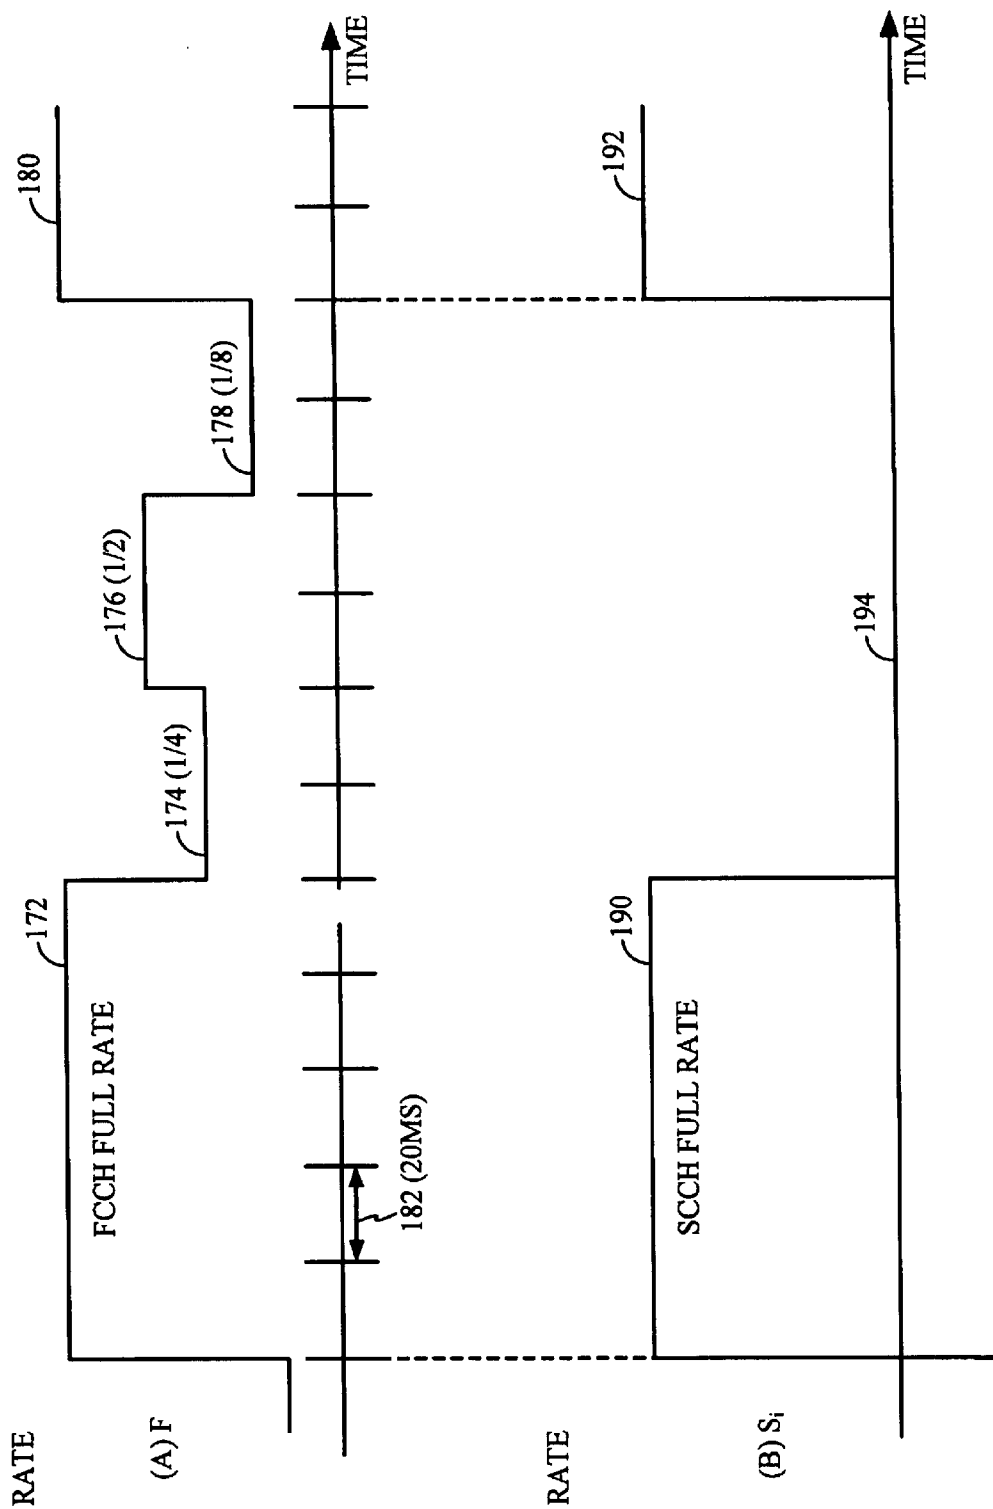 RATE
(A) F
FCCH FULL RATE
172
174 (1/4)
176 (1/2)
178 (1/8)
180
182 (20MS)
TIME
RATE
(B) Si
SCCH FULL RATE
190
194
192
TIME